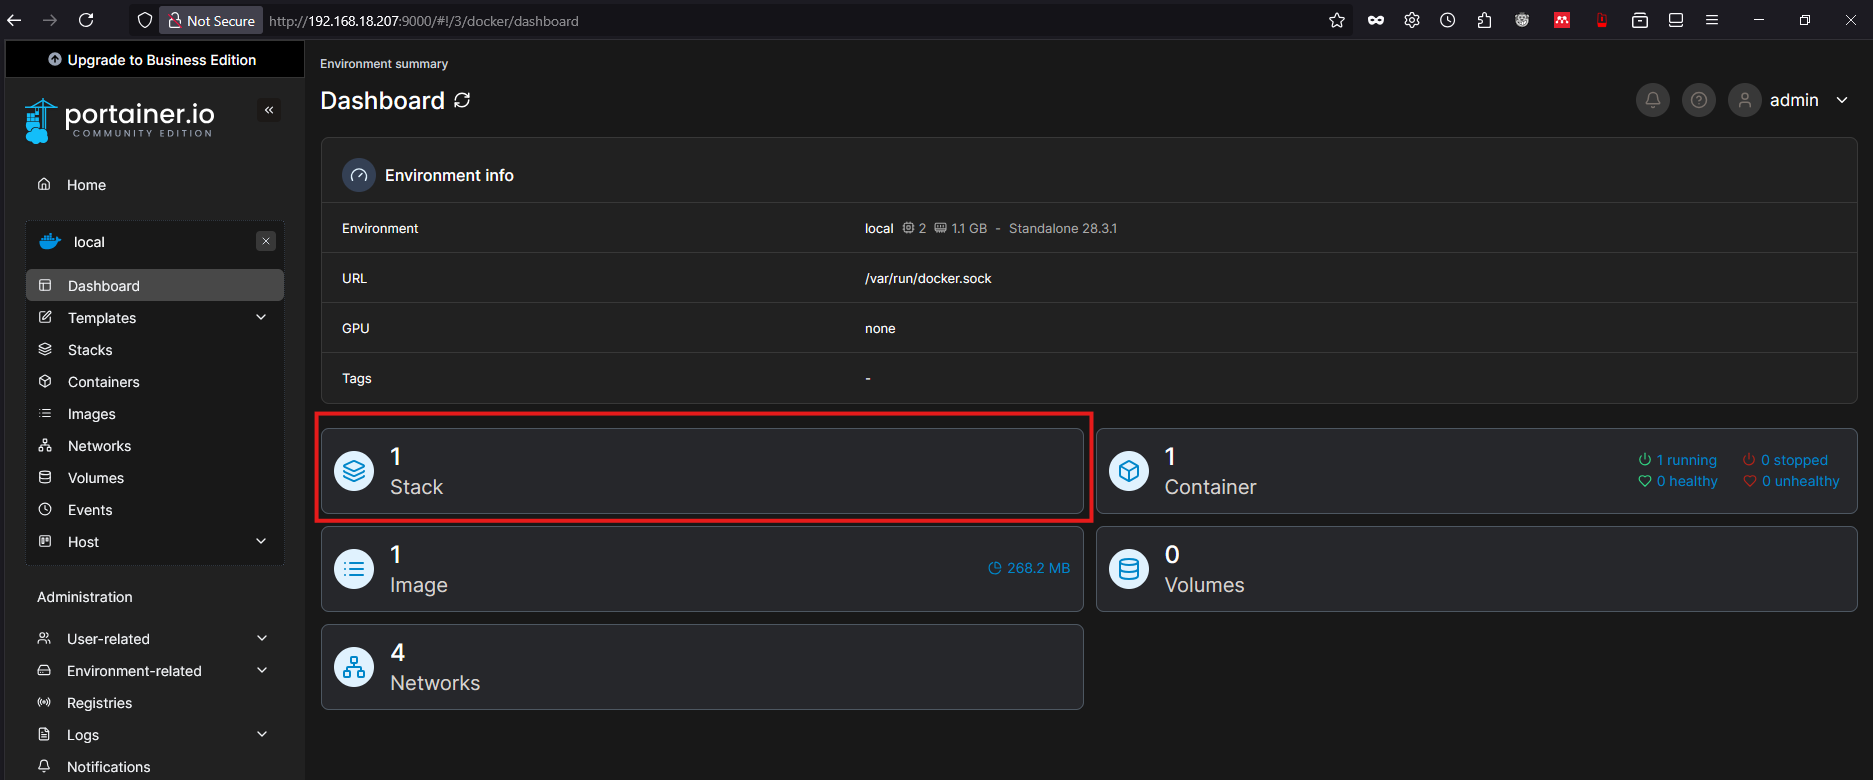 Not Secure http://192.168.18.207:9000/#!/3/docker/dashboard
Upgrade to Business Edition
portainer.io
COMMUNITY EDITION
Home
local
Dashboard
Templates
Stacks
Containers
Images
Networks
Volumes
Events
Host
Administration
User-related
Environment-related
Registries
Logs
Notifications
Environment summary
Dashboard
admin
Environment info
Environment local 2 1.1 GB - Standalone 28.3.1
URL /var/run/docker.sock
GPU none
Tags -
1
Stack
1
Container
1 running 0 stopped
0 healthy 0 unhealthy
1
Image
268.2 MB
0
Volumes
4
Networks